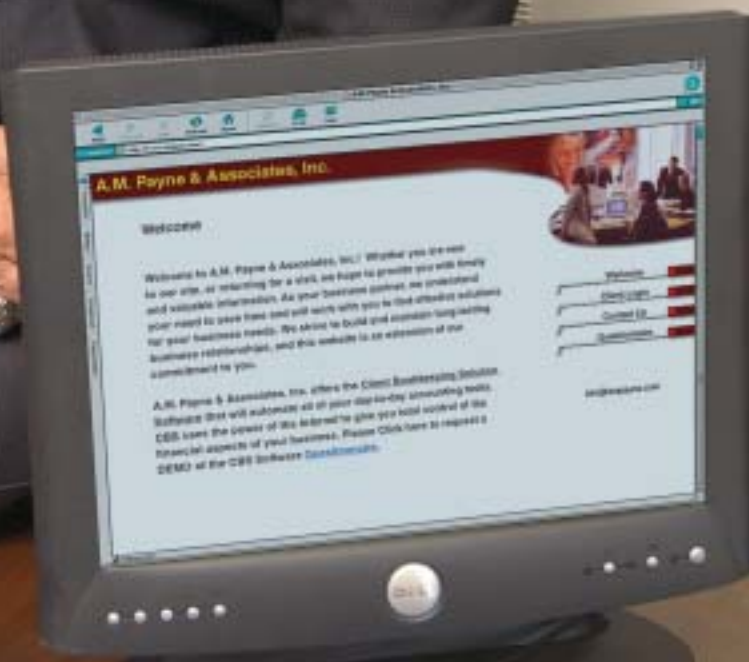 A.M. Payne & Associates, Inc.
Welcome
Welcome to A.M. Payne & Associates, Inc.! Whether you are new
to our site, or returning for a visit, we hope to provide you with timely
and valuable information. As your business partner, we understand
your need to save time and will work with you to find effective solutions
for your business needs. We strive to build and maintain long lasting
business relationships, and this website is an extension of our
commitment to you.
A.M. Payne & Associates, Inc. offers the Client Bookkeeping Solution
Software that will automate all of your day-to-day accounting tasks.
CBS uses the power of the Internet to give you total control of the
financial aspects of your business. Please Click here to request a
DEMO of the CBS Software Questionnaire.
Welcome
Client Login
Contact Us
Questionnaire
DELL